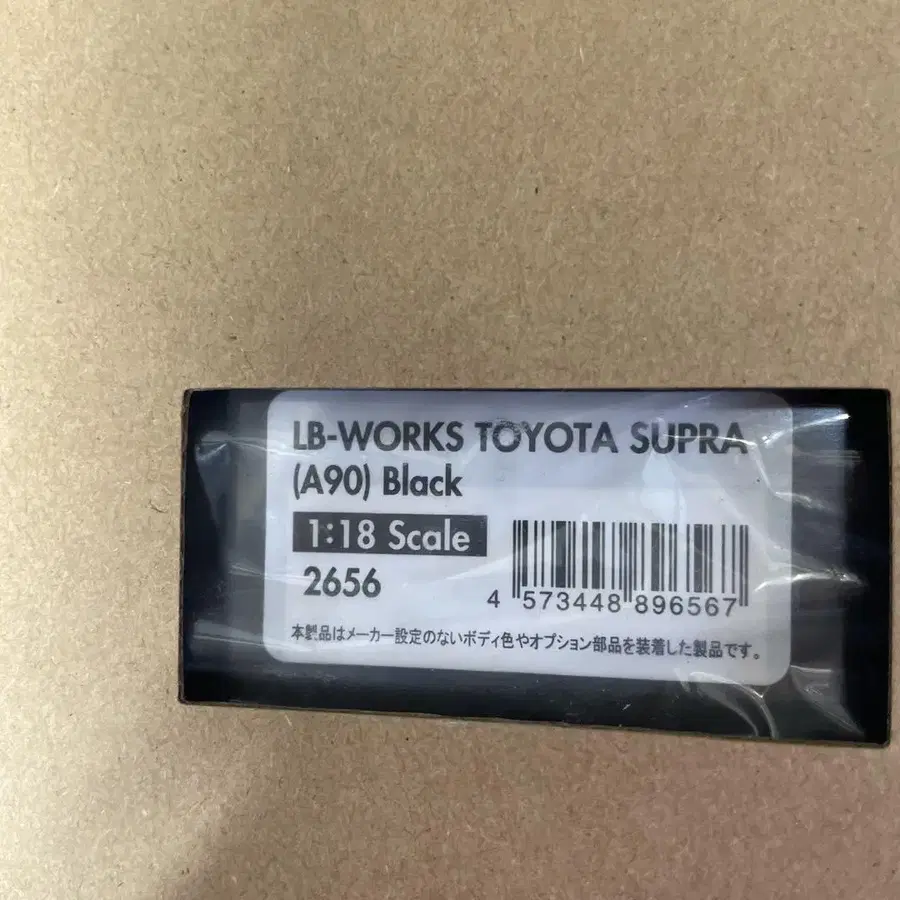 LB-WORKS TOYOTA SUPRA
(A90) Black
1:18 Scale
2656
4 573448 896567
本製品はメーカー設定のないボディ色やオプション部品を装着した製品です。